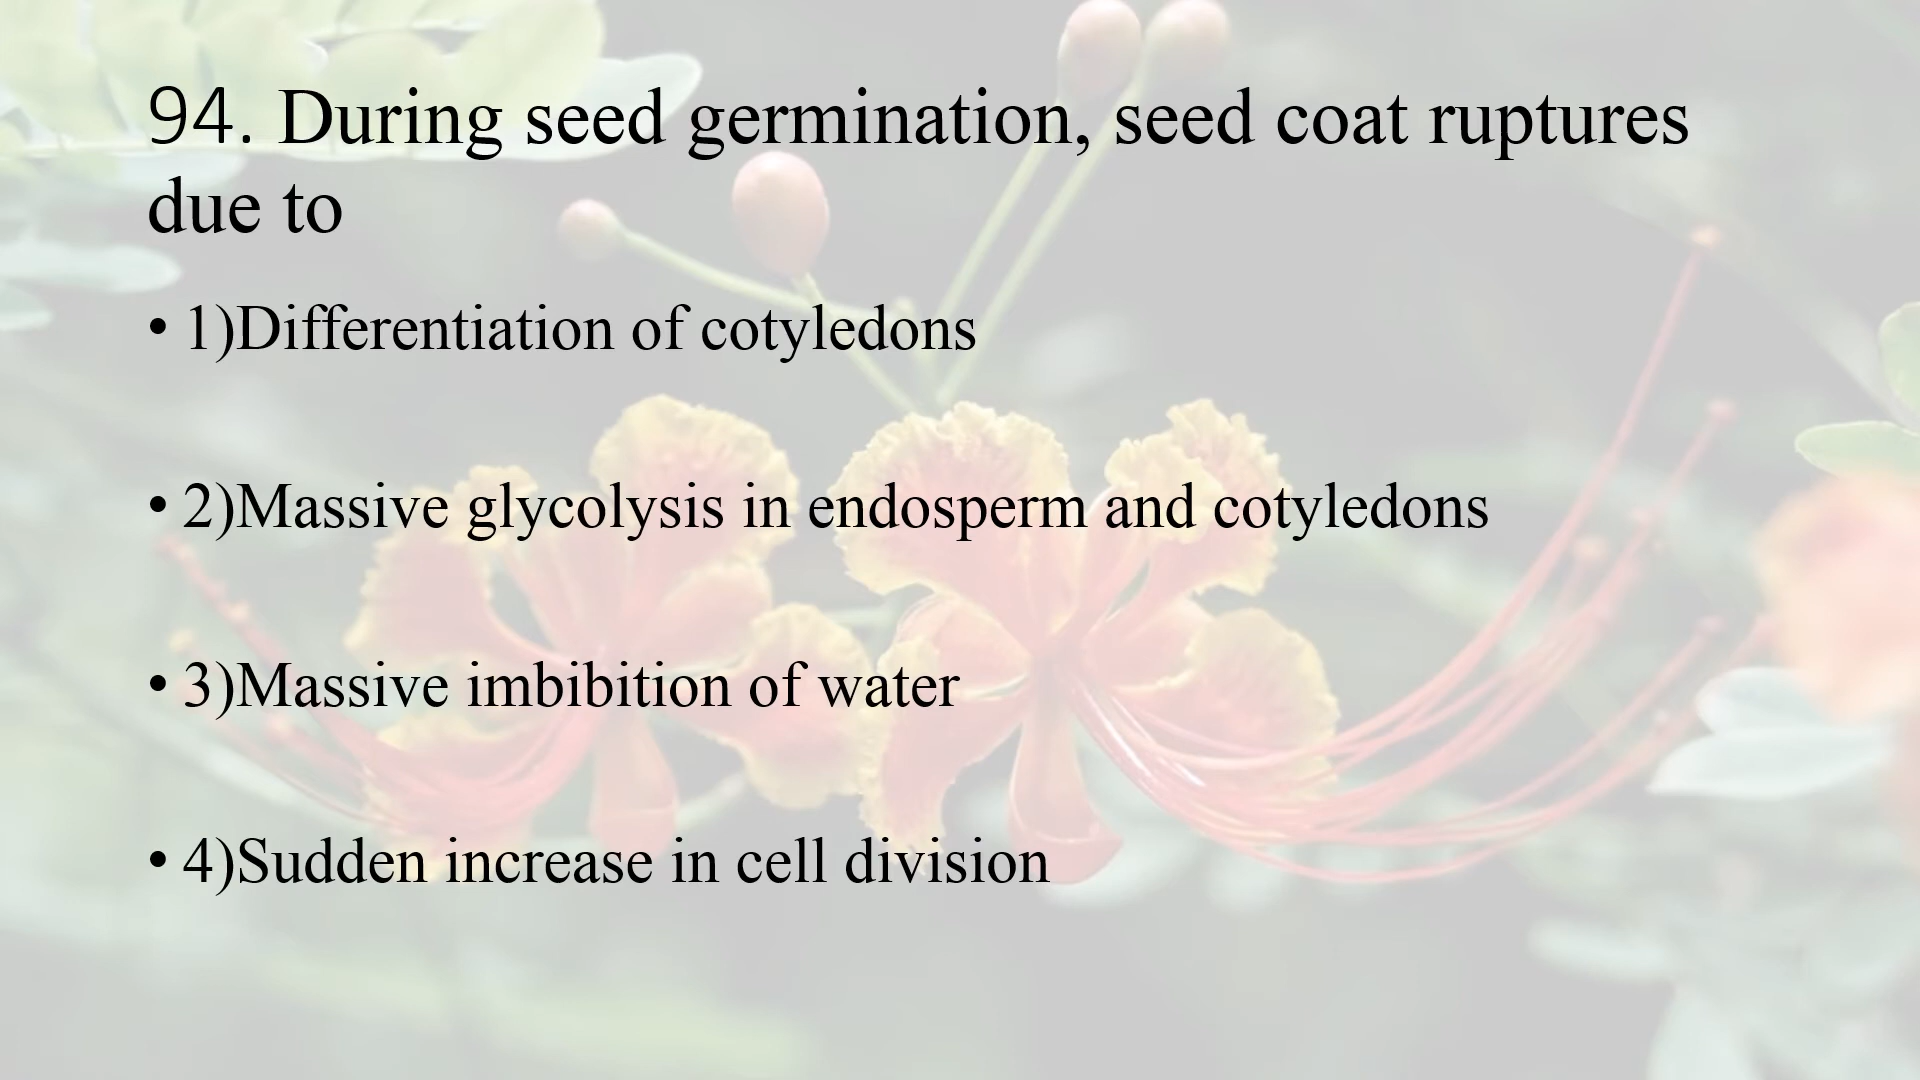 94. During seed germination, seed coat ruptures
due to
• 1)Differentiation of cotyledons
• 2)Massive glycolysis in endosperm and cotyledons
• 3)Massive imbibition of water
• 4)Sudden increase in cell division